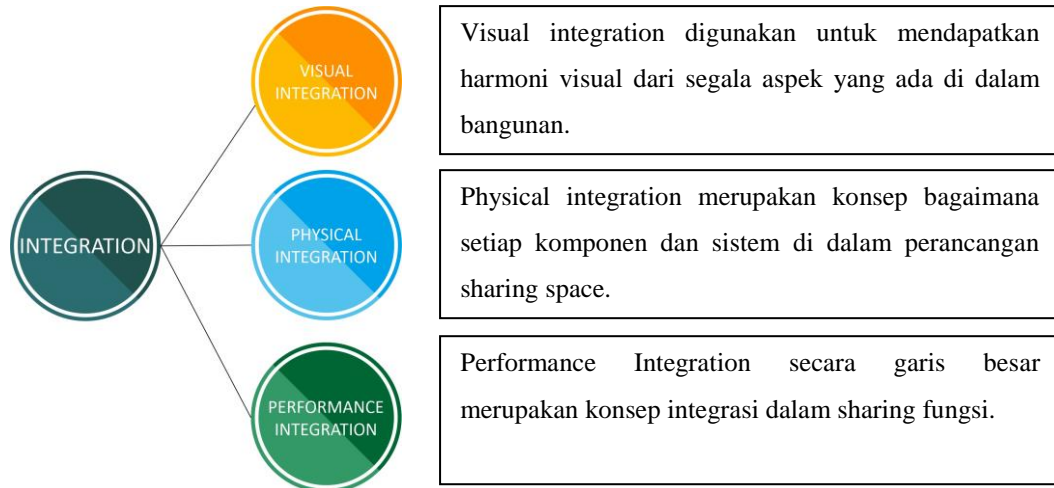 VISUAL
INTEGRATION
Visual integration digunakan untuk mendapatkan
harmoni visual dari segala aspek yang ada di dalam
bangunan.
INTEGRATION
PHYSICAL
INTEGRATION
Physical integration merupakan konsep bagaimana
setiap komponen dan sistem di dalam perancangan
sharing space.
PERFORMANCE
INTEGRATION
Performance Integration secara garis besar
merupakan konsep integrasi dalam sharing fungsi.